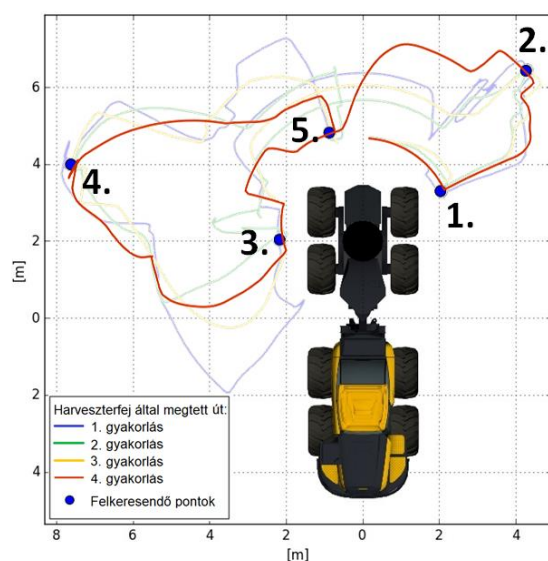 2.
5.
4.
1.
3.
6
4
2
0
2
4
[m]
Harveszterfej által megtett út:
1. gyakorlás
2. gyakorlás
3. gyakorlás
4. gyakorlás
Felkeresendő pontok
8 6 4 2 0 2 4
[m]